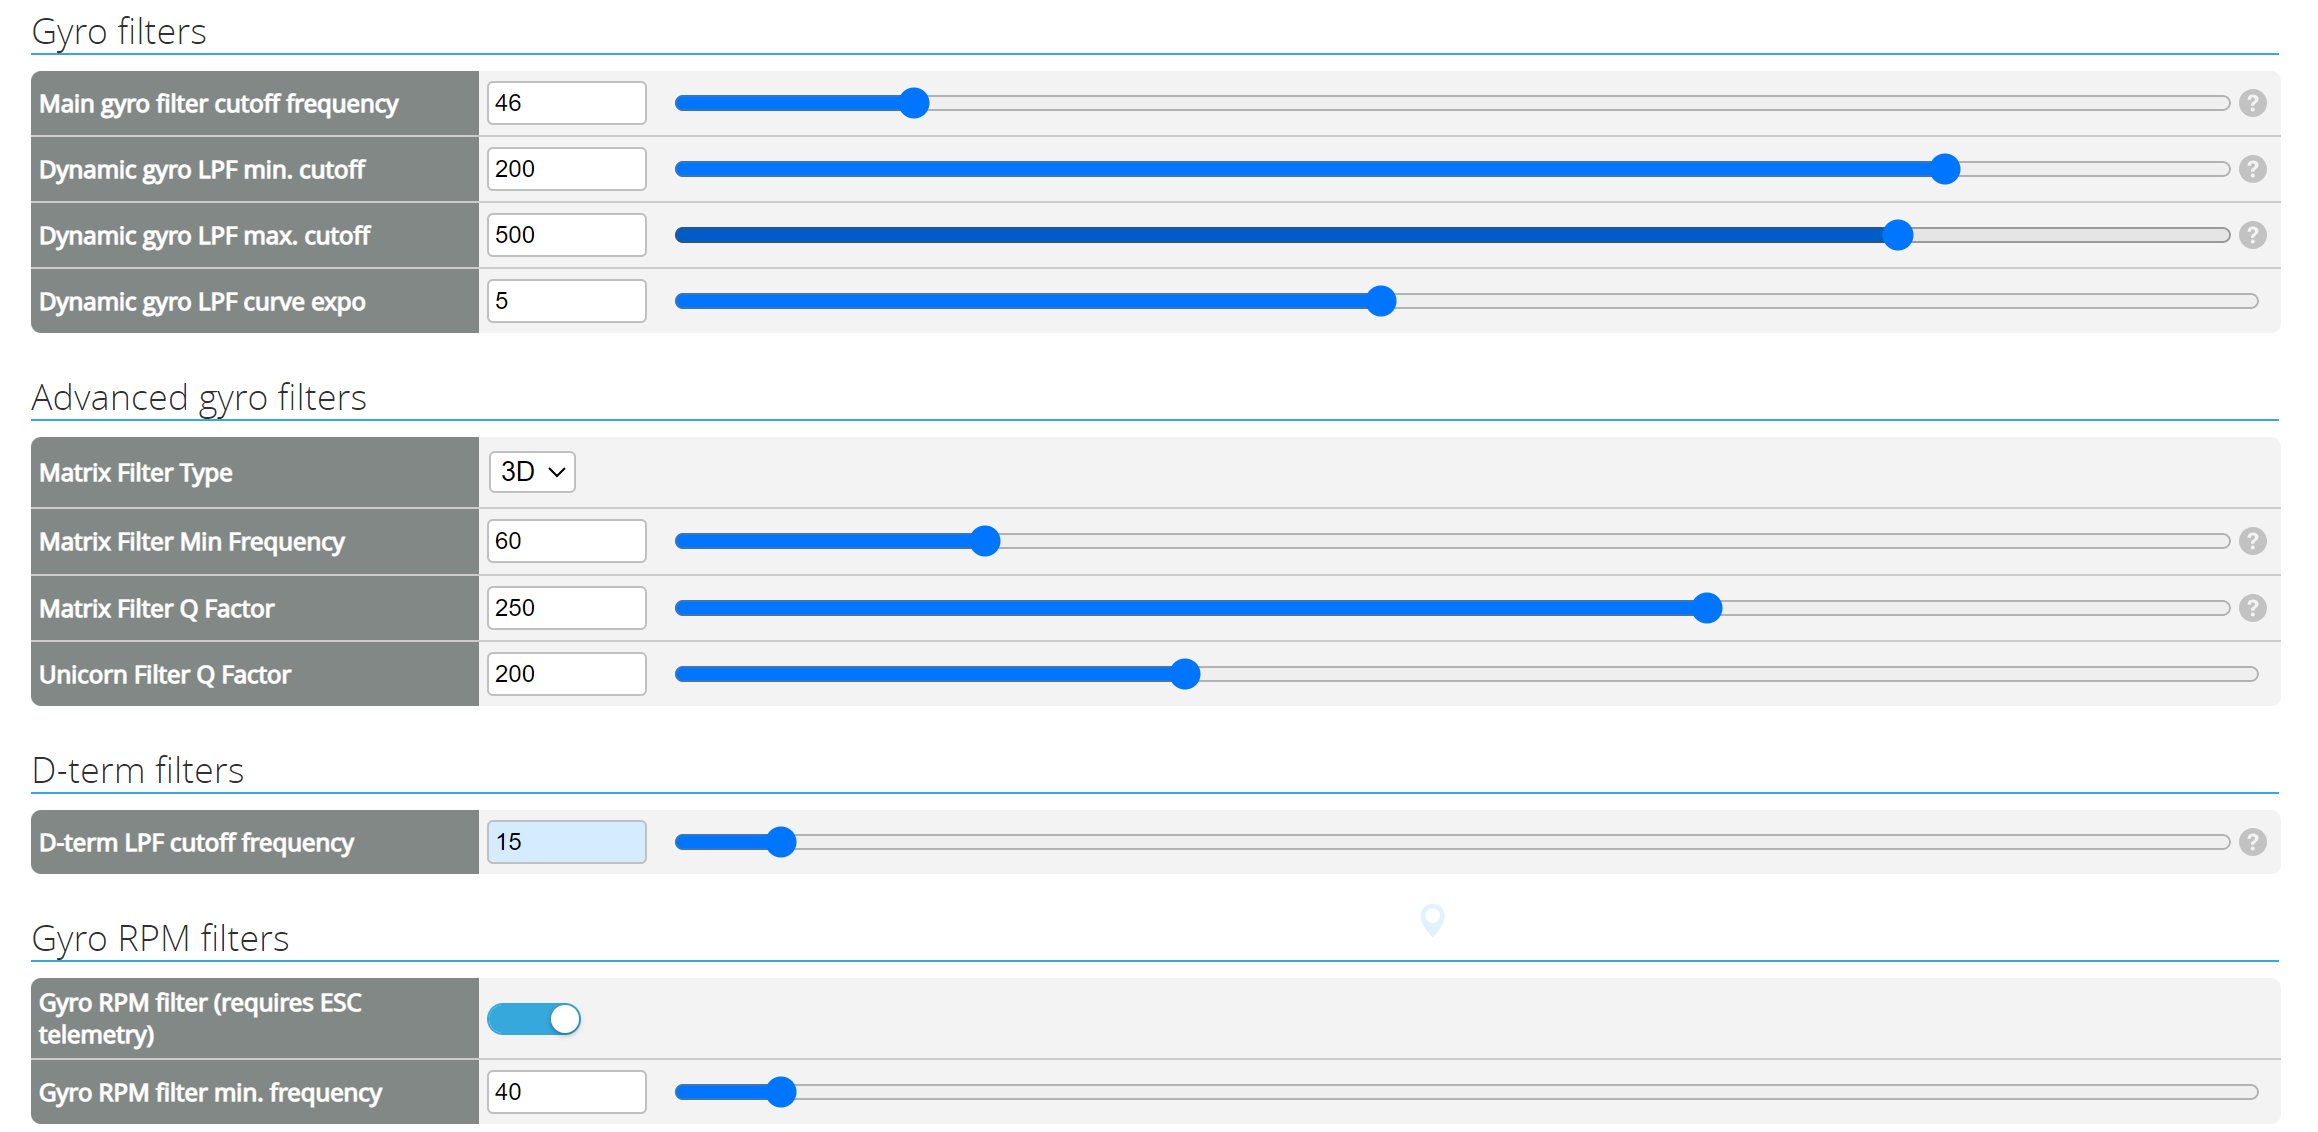 Gyro filters
Main gyro filter cutoff frequency 46 ?
Dynamic gyro LPF min. cutoff 200 ?
Dynamic gyro LPF max. cutoff 500 ?
Dynamic gyro LPF curve expo 5
Advanced gyro filters
Matrix Filter Type 3D
Matrix Filter Min Frequency 60 ?
Matrix Filter Q Factor 250 ?
Unicorn Filter Q Factor 200
D-term filters
D-term LPF cutoff frequency 15 ?
Gyro RPM filters
Gyro RPM filter (requires ESC
telemetry)
Gyro RPM filter min. frequency 40